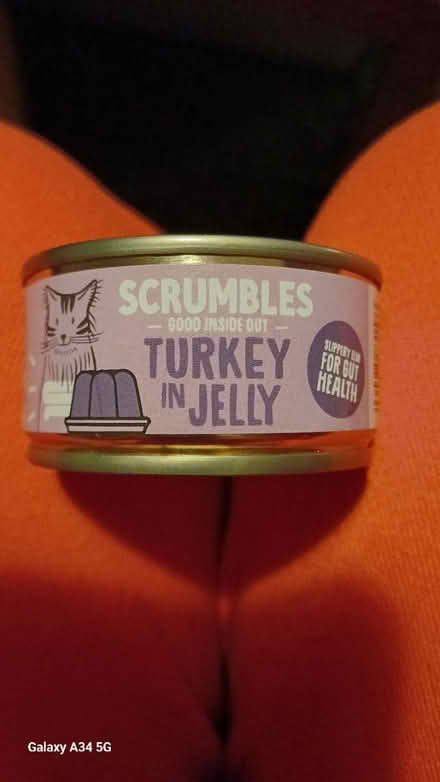 SCRUMBLES
— GOOD INSIDE OUT —
TURKEY
IN JELLY
SLIPPERY ELM
FOR GUT
HEALTH
Galaxy A34 5G